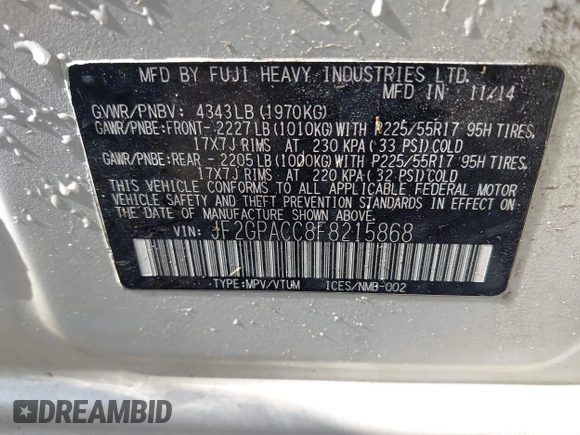 MFD BY FUJI HEAVY INDUSTRIES LTD.
MFD IN 11/14
GVWR/PNBV: 4343LB (1970KG)
GAWR/PNBE:FRONT-2227LB (1010KG) WITH P225/55R17 95H TIRES,
17X7J RIMS AT 230 KPA (33 PSI) COLD
GAWR/PNBE:REAR -2205LB (1000KG) WITH P225/55R17 95H TIRES,
17X7J RIMS AT 220 KPA (32 PSI) COLD
THIS VEHICLE CONFORMS TO ALL APPLICABLE FEDERAL MOTOR
VEHICLE SAFETY AND THEFT PREVENTION STANDARDS IN EFFECT ON
THE DATE OF MANUFACTURE SHOWN ABOVE.
VIN: JF2GPACC8F8215868
TYPE:MPV/VTUM ICES/NMB-002
DREAMBID